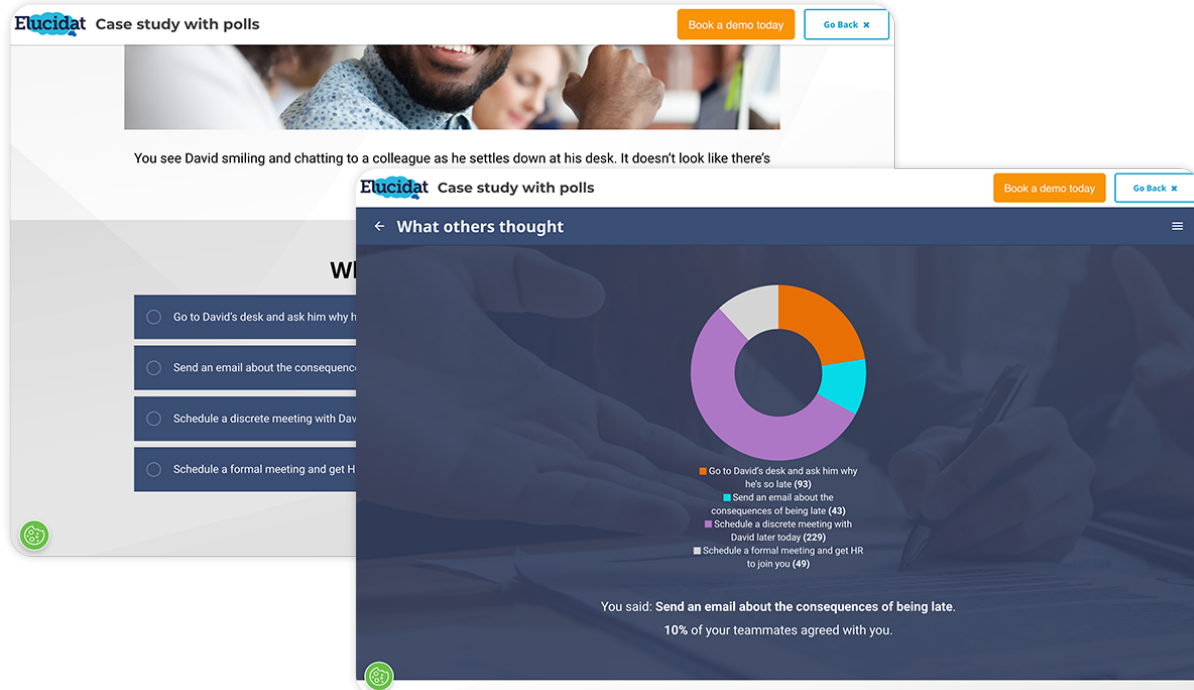 Elucidat Case study with polls
Book a demo today
Go Back ×
You see David smiling and chatting to a colleague as he settles down at his desk. It doesn’t look like there’s
Go to David’s desk and ask him why h
Send an email about the consequenc
Schedule a discrete meeting with Dav
Schedule a formal meeting and get H
Elucidat Case study with polls
Book a demo today
Go Back ×
What others thought
Go to David’s desk and ask him why
he’s so late (93)
Send an email about the
consequences of being late (43)
Schedule a discrete meeting with
David later today (229)
Schedule a formal meeting and get HR
to join you (49)
You said: Send an email about the consequences of being late.
10% of your teammates agreed with you.